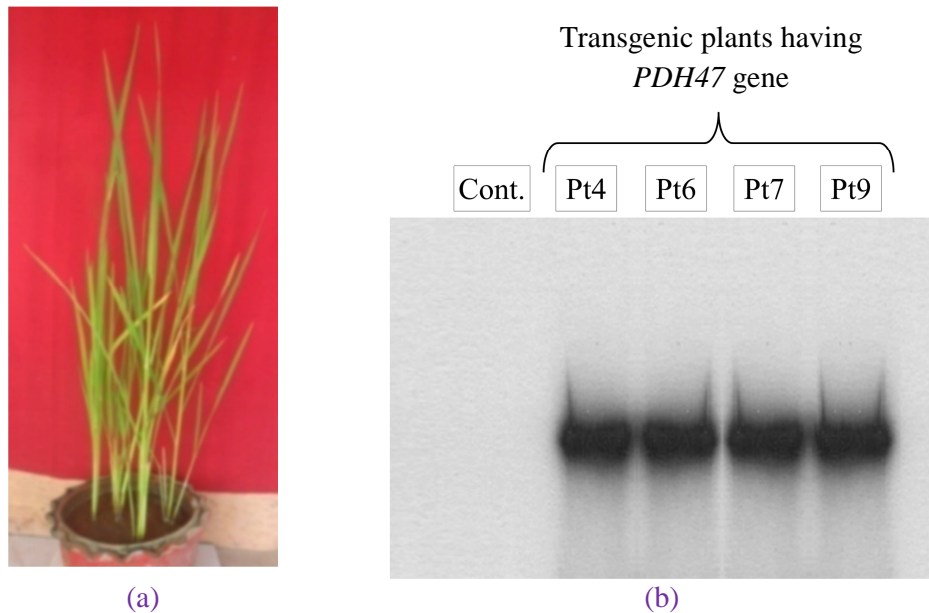 Transgenic plants having
PDH47 gene
Cont.
Pt4
Pt6
Pt7
Pt9
(a)
(b)